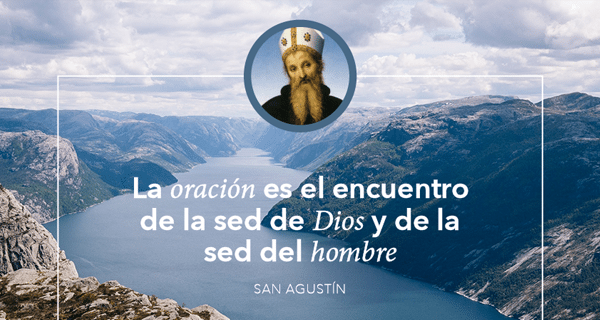 La oración es el encuentro
de la sed de Dios y de la
sed del hombre
SAN AGUSTÍN